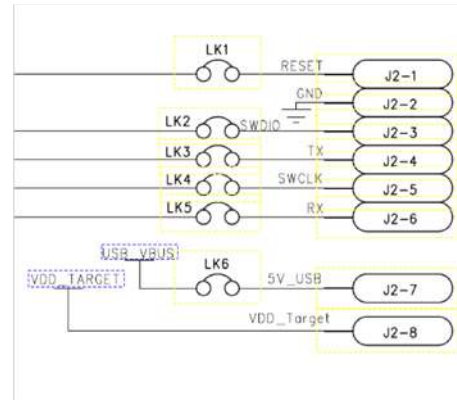 LK1 RESET J2-1
GND J2-2
LK2 SWDIO J2-3
LK3 TX J2-4
LK4 SWCLK J2-5
LK5 RX J2-6
USB_VBUS
LK6 5V_USB J2-7
VDD_TARGET
VDD_Target J2-8